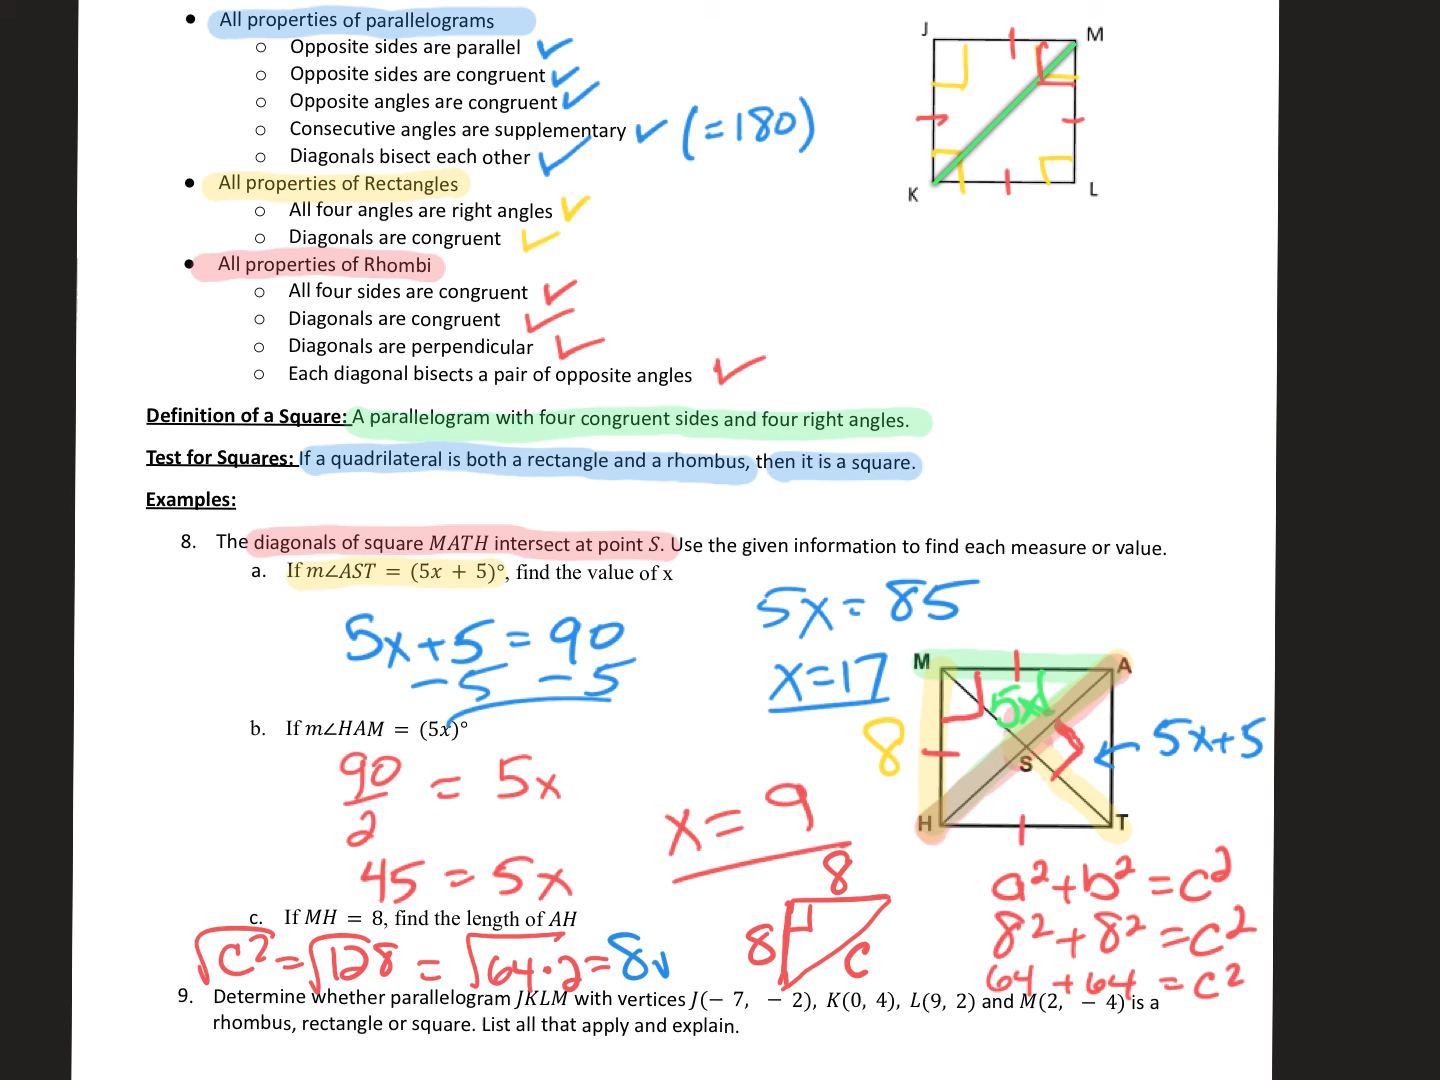 • All properties of parallelograms
○ Opposite sides are parallel ✓
○ Opposite sides are congruent ✓
○ Opposite angles are congruent ✓
○ Consecutive angles are supplementary ✓ (=180)
○ Diagonals bisect each other ✓
• All properties of Rectangles
○ All four angles are right angles ✓
○ Diagonals are congruent ✓
• All properties of Rhombi
○ All four sides are congruent ✓
○ Diagonals are congruent ✓
○ Diagonals are perpendicular ✓
○ Each diagonal bisects a pair of opposite angles ✓
J M
K L
Definition of a Square: A parallelogram with four congruent sides and four right angles.
Test for Squares: If a quadrilateral is both a rectangle and a rhombus, then it is a square.
Examples:
8. The diagonals of square MATH intersect at point S. Use the given information to find each measure or value.
a. If m∠AST = (5x + 5)°, find the value of x
5x+5 = 90
-5 -5
5x = 85
x=17
M A
5x
8 S 5x+5
H T
b. If m∠HAM = (5x)°
90/2 = 5x
45 = 5x
x = 9
c. If MH = 8, find the length of AH
√c² = √128 = √64·2 = 8√
8
8 c
a²+b² = c²
8²+8² = c²
64 + 64 = c²
9. Determine whether parallelogram JKLM with vertices J(− 7, − 2), K(0, 4), L(9, 2) and M(2, − 4) is a
rhombus, rectangle or square. List all that apply and explain.